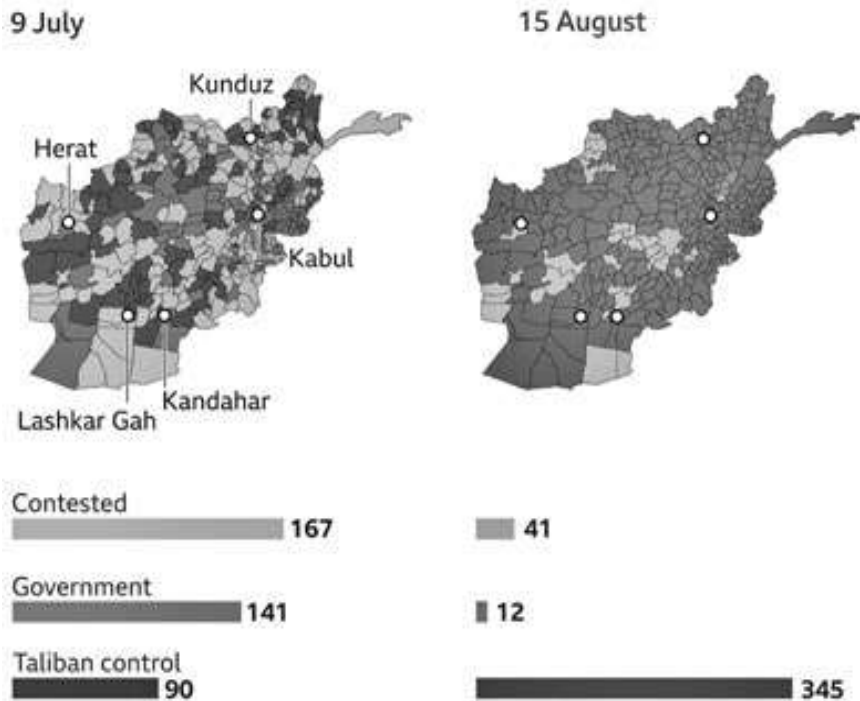 9 July
15 August
Kunduz
Herat
Kabul
Kandahar
Lashkar Gah
Contested
167
41
Government
141
12
Taliban control
90
345